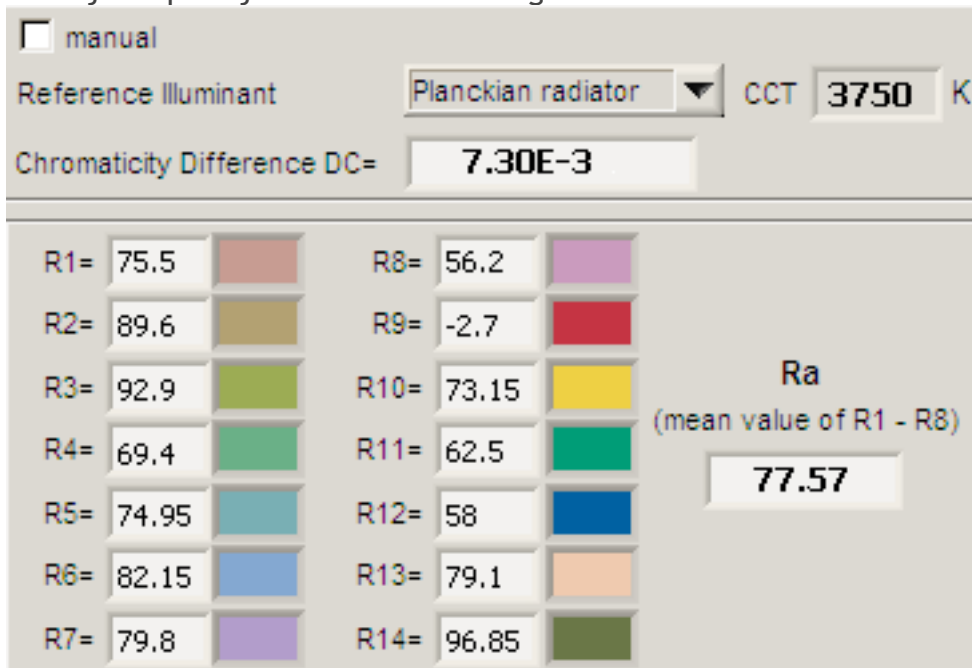 manual
Reference Illuminant Planckian radiator CCT 3750 K
Chromaticity Difference DC= 7.30E-3
R1= 75.5 R8= 56.2
R2= 89.6 R9= -2.7
R3= 92.9 R10= 73.15 Ra
(mean value of R1 - R8)
R4= 69.4 R11= 62.5
77.57
R5= 74.95 R12= 58
R6= 82.15 R13= 79.1
R7= 79.8 R14= 96.85